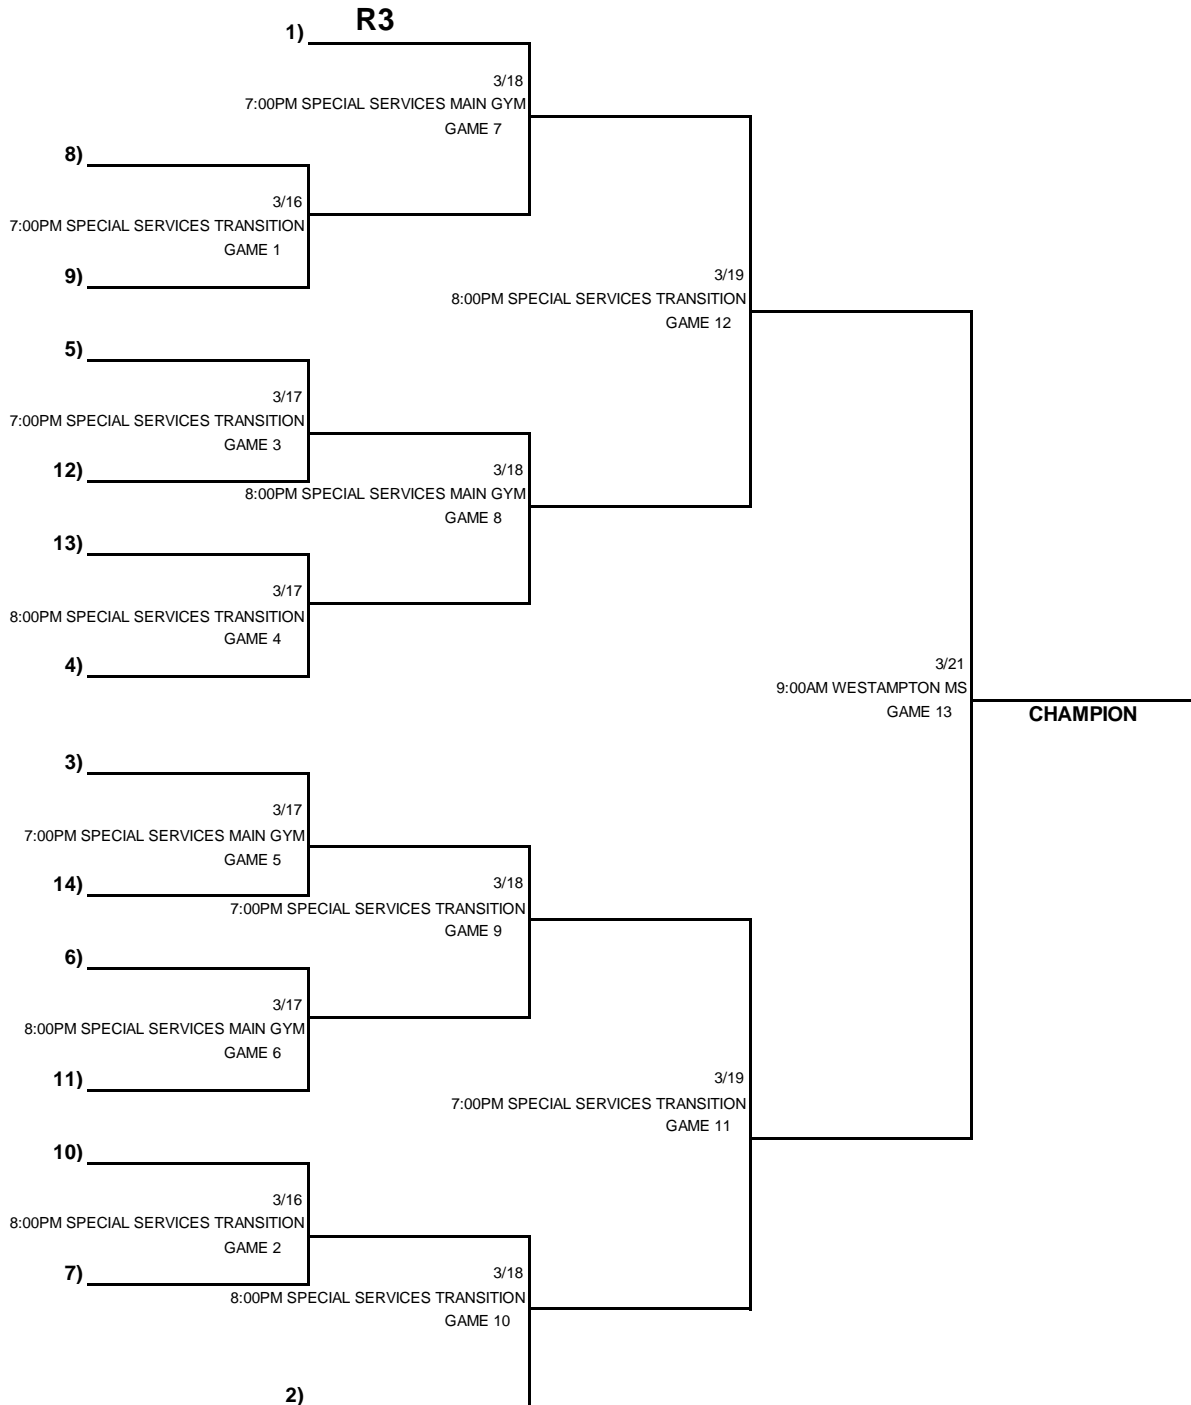 R3
1)
3/18
7:00PM SPECIAL SERVICES MAIN GYM
GAME 7
8)
3/16
7:00PM SPECIAL SERVICES TRANSITION
GAME 1
9)
3/19
8:00PM SPECIAL SERVICES TRANSITION
GAME 12
5)
3/17
7:00PM SPECIAL SERVICES TRANSITION
GAME 3
12)
3/18
8:00PM SPECIAL SERVICES MAIN GYM
GAME 8
13)
3/17
8:00PM SPECIAL SERVICES TRANSITION
GAME 4
4)
3/21
9:00AM WESTAMPTON MS
GAME 13
CHAMPION
3)
3/17
7:00PM SPECIAL SERVICES MAIN GYM
GAME 5
14)
3/18
7:00PM SPECIAL SERVICES TRANSITION
GAME 9
6)
3/17
8:00PM SPECIAL SERVICES MAIN GYM
GAME 6
11)
3/19
7:00PM SPECIAL SERVICES TRANSITION
GAME 11
10)
3/16
8:00PM SPECIAL SERVICES TRANSITION
GAME 2
7)
3/18
8:00PM SPECIAL SERVICES TRANSITION
GAME 10
2)